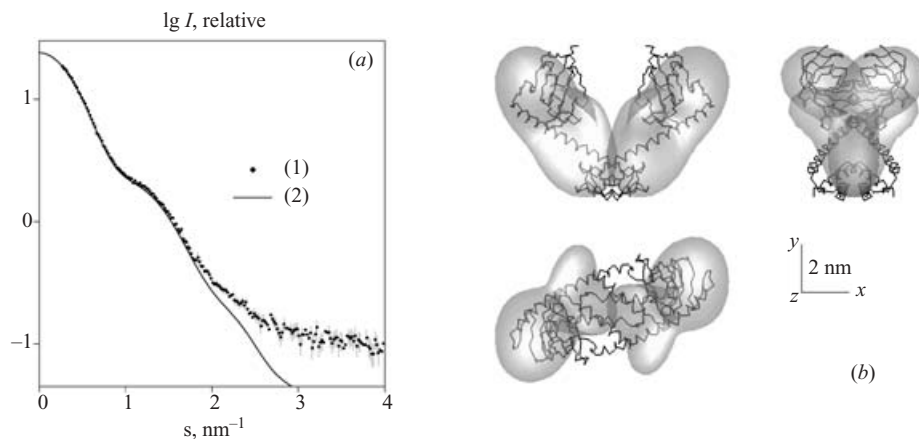 lg I, relative
(a)
1
(1)
(2)
0
−1
0 1 2 3 4
s, nm⁻¹
y
2 nm
z x
(b)